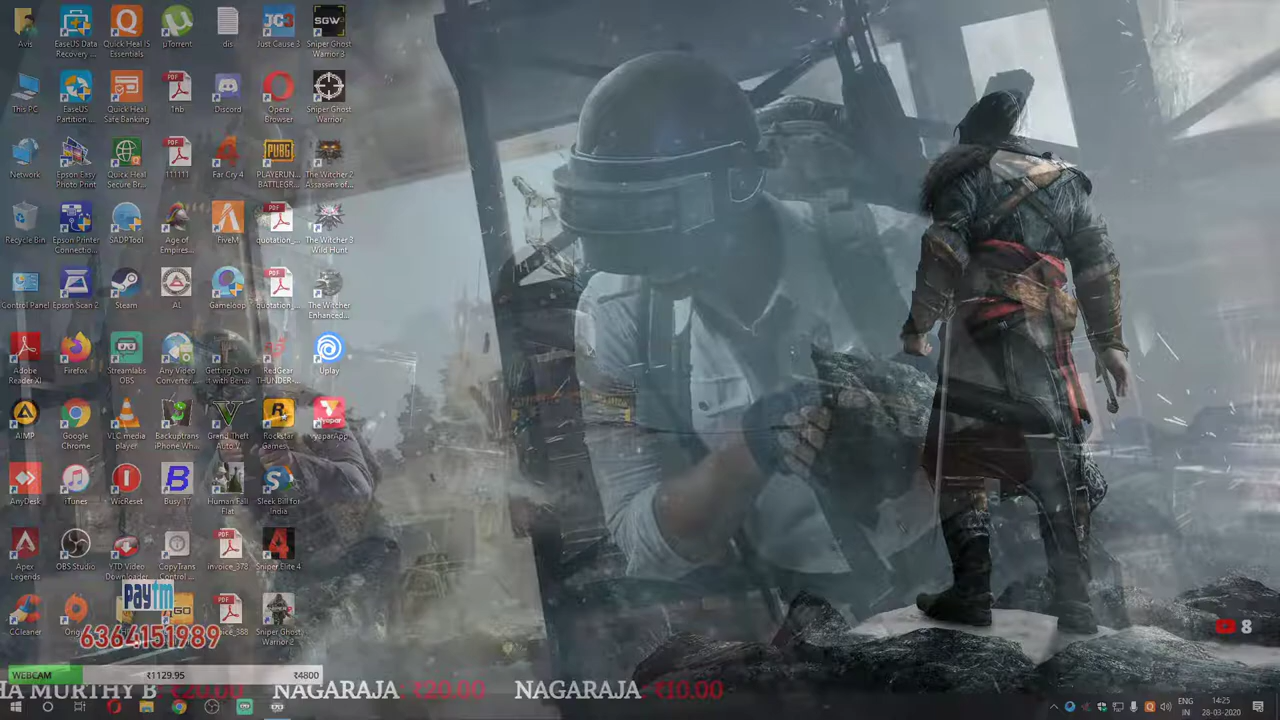 Avis
EaseUS Data Recovery ...
Quick Heal IS Essentials
µTorrent
dis
Just Cause 3
Sniper Ghost Warrior 3
This PC
EaseUS Partition ...
Quick Heal Safe Banking
Tnb
Discord
Opera Browser
Sniper Ghost Warrior
Network
Epson Easy Photo Print
Quick Heal Secure Br...
111111
Far Cry 4
PLAYERUN... BATTLEGR...
The Witcher 2 Assassins of...
Recycle Bin
Epson Printer Connectio...
SADPTool
Age of Empires...
FiveM
quotation_...
The Witcher 3 Wild Hunt
Control Panel
Epson Scan 2
Steam
AL
Gameloop
quotation_...
The Witcher Enhanced...
Adobe Reader XI
Firefox
Streamlabs OBS
Any Video Converter...
Getting Over It with Ben...
RedGear THUNDER-...
Uplay
AIMP
Google Chrome
VLC media player
Backuptrans iPhone Wh...
Grand Theft Auto V
Rockstar Games...
VyaparApp
AnyDesk
iTunes
WicReset
Busy 17
Human Fall Flat
Sleek Bill for India
Apex Legends
OBS Studio
YTD Video Downloader
CopyTrans Control ...
invoice_378
Sniper Elite 4
CCleaner
Paytm
Sniper Ghost Warrior 2
6364151989
8
WEBCAM ₹1129.95 ₹4800
HA MURTHY B: ₹20.00 NAGARAJA: ₹20.00 NAGARAJA: ₹10.00
ENG IN
14:25
28-03-2020